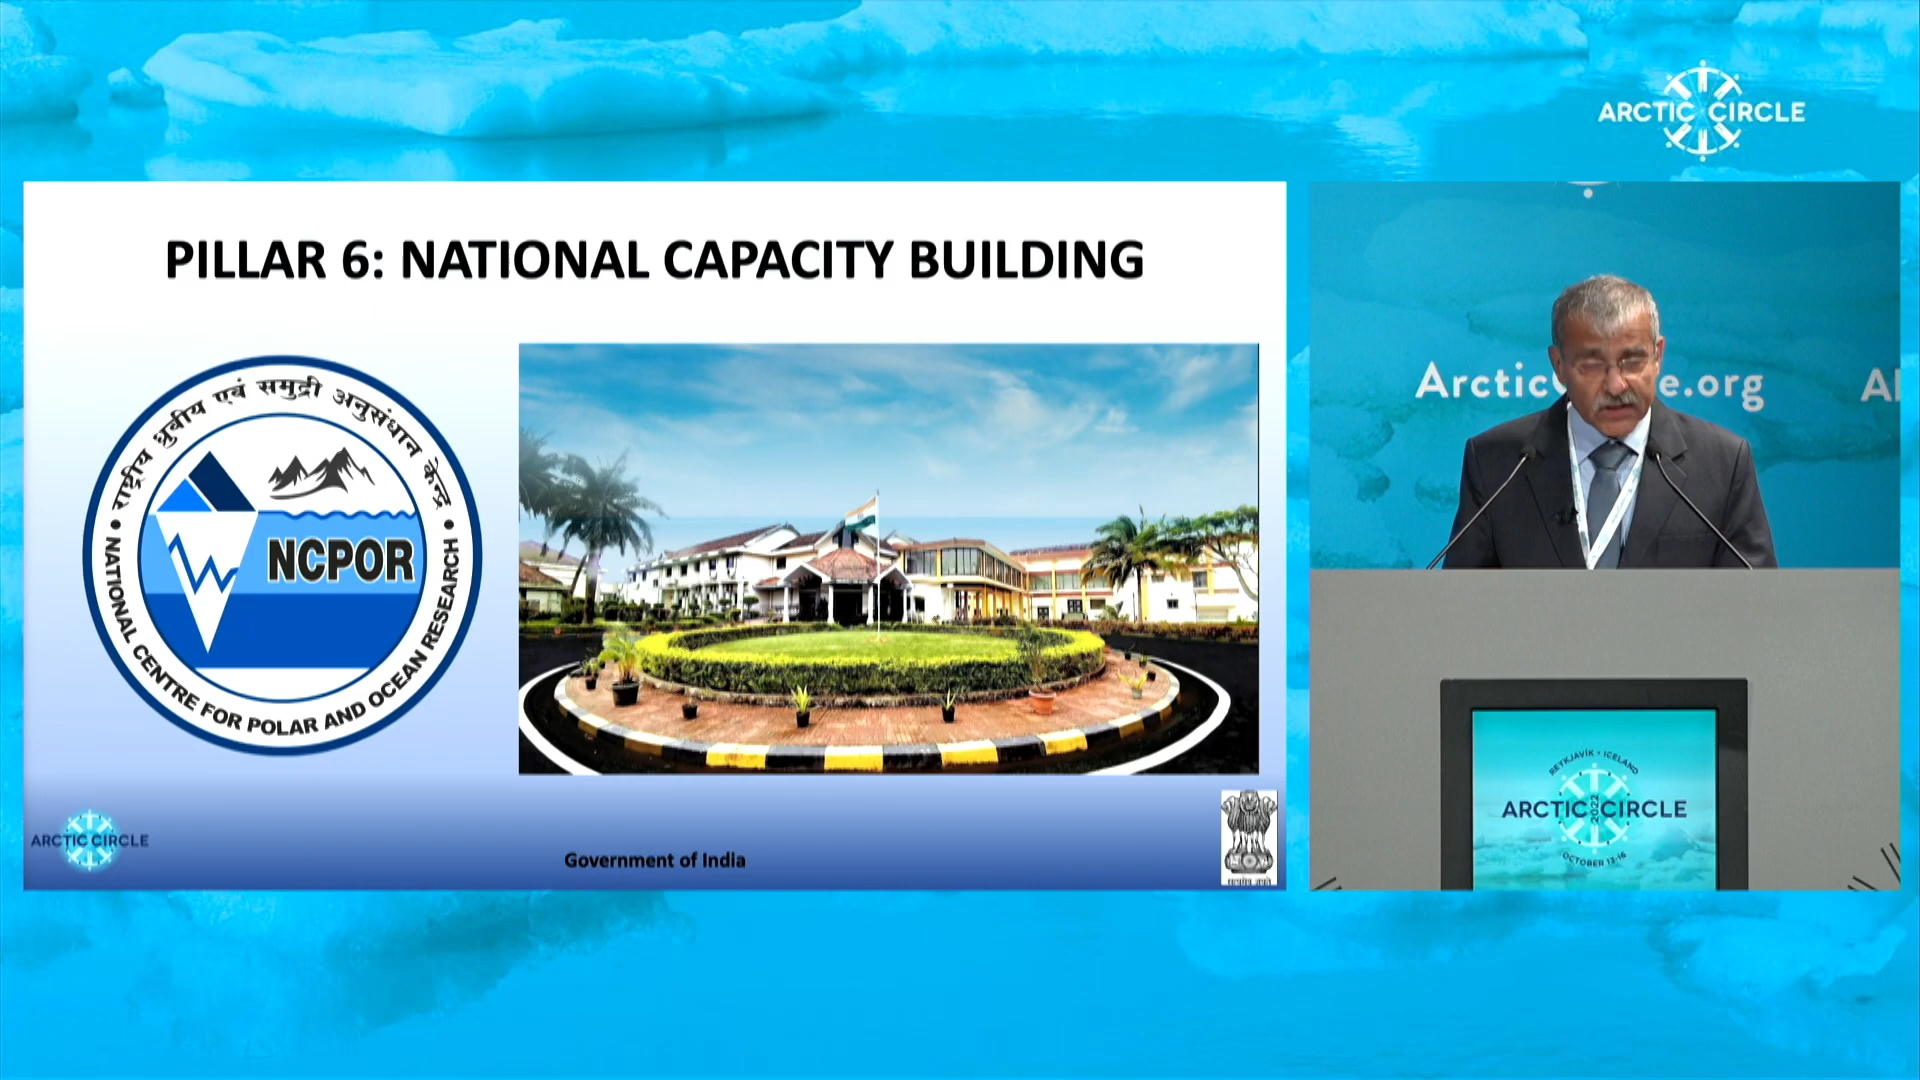 ARCTIC CIRCLE
PILLAR 6: NATIONAL CAPACITY BUILDING
राष्ट्रीय ध्रुवीय एवं समुद्री अनुसंधान केन्द्र
NCPOR
NATIONAL CENTRE FOR POLAR AND OCEAN RESEARCH
ARCTIC CIRCLE
Government of India
Arctic e.org
REYKJAVÍK • ICELAND
ARCTIC CIRCLE
2022
OCTOBER 13-16